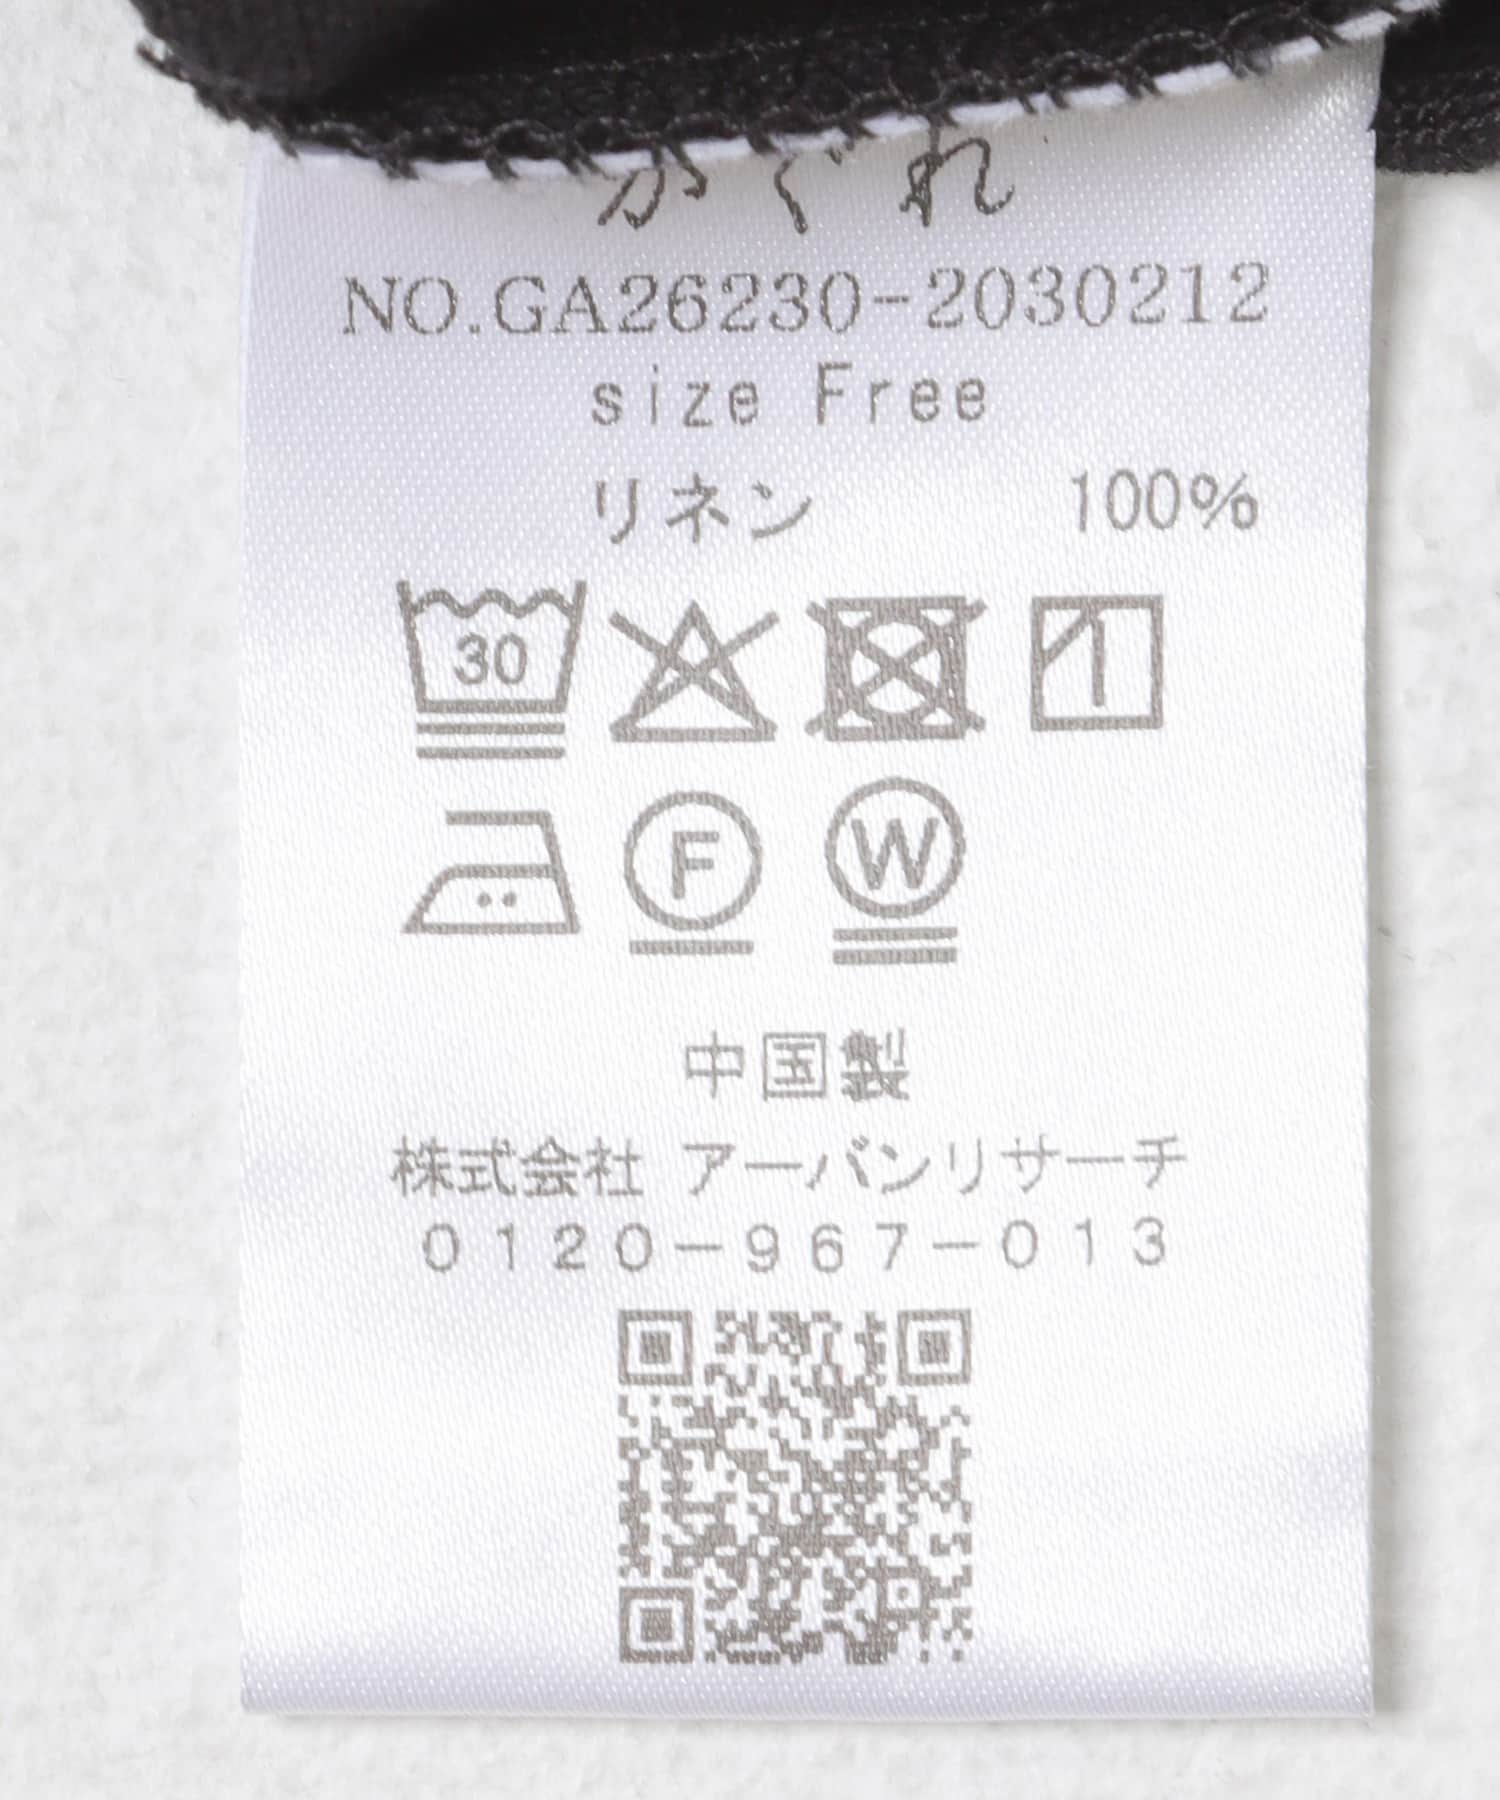 かぐれ
NO.GA26230-2030212
size Free
リネン 100%
30
F W
中国製
株式会社 アーバンリサーチ
0120-967-013